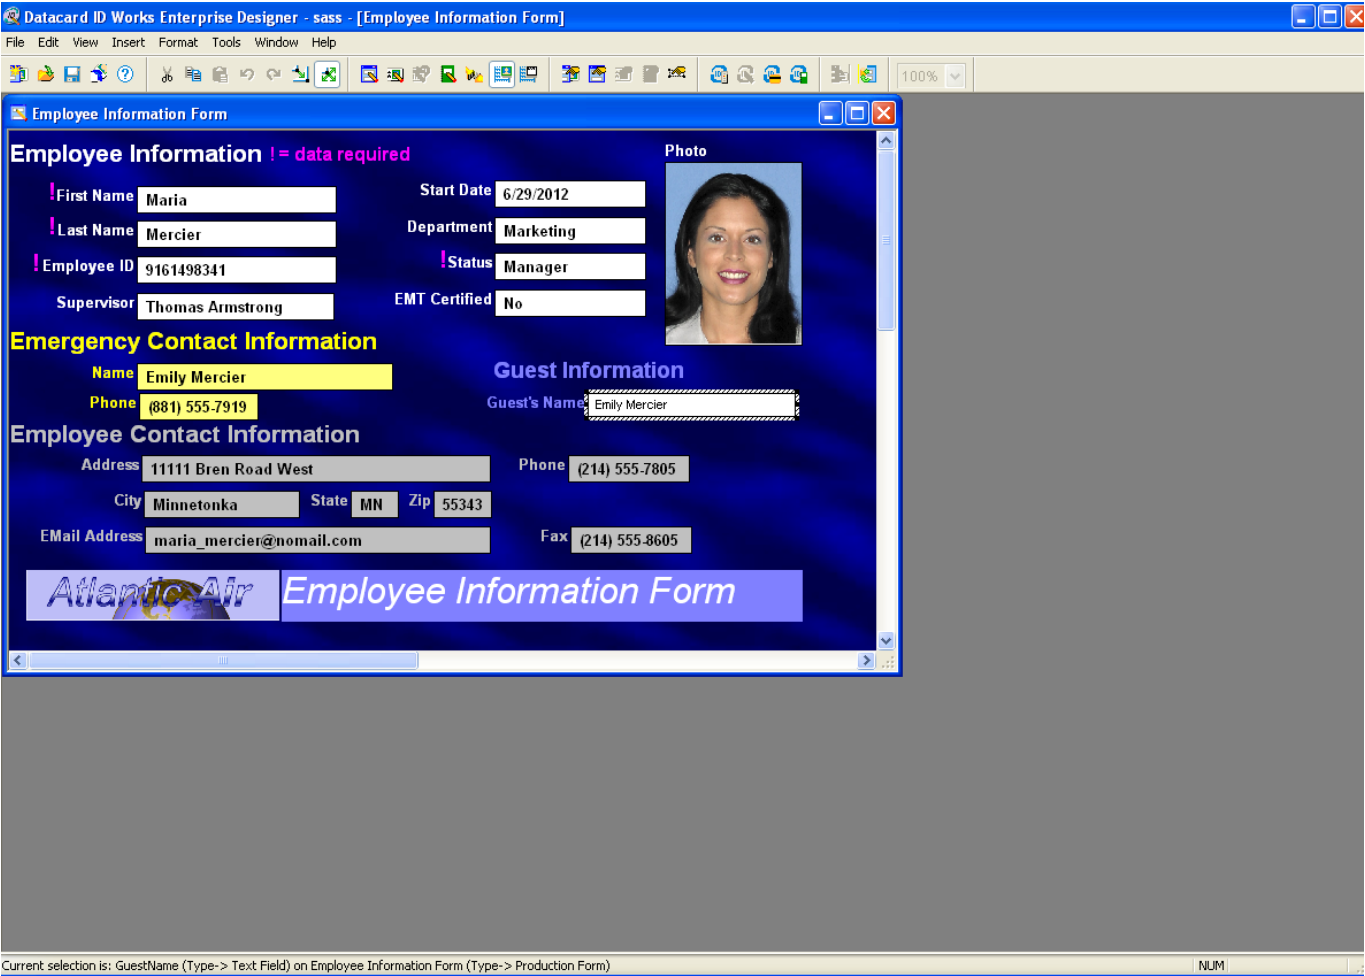 Datacard ID Works Enterprise Designer - sass - [Employee Information Form]
File Edit View Insert Format Tools Window Help
100%
Employee Information Form
Employee Information ! = data required
Photo
!First Name Maria
Start Date 6/29/2012
!Last Name Mercier
Department Marketing
!Employee ID 9161498341
!Status Manager
Supervisor Thomas Armstrong
EMT Certified No
Emergency Contact Information
Name Emily Mercier
Guest Information
Phone (881) 555-7919
Guest's Name Emily Mercier
Employee Contact Information
Address 11111 Bren Road West
Phone (214) 555-7805
City Minnetonka State MN Zip 55343
EMail Address maria_mercier@nomail.com
Fax (214) 555-8605
Atlantic Air Employee Information Form
Current selection is: GuestName (Type-> Text Field) on Employee Information Form (Type-> Production Form)
NUM